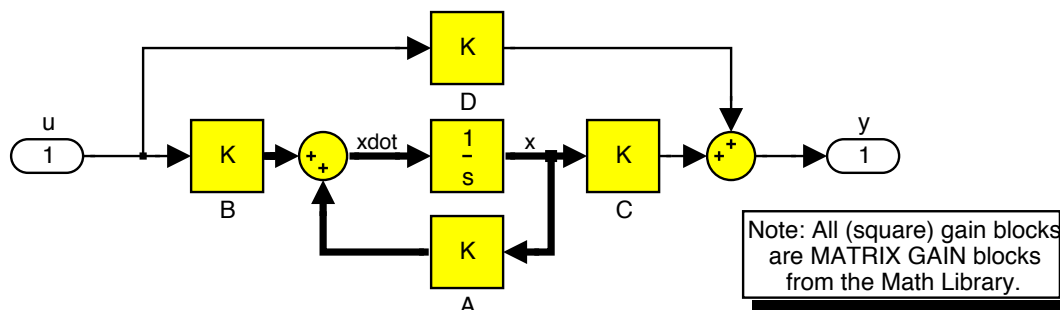 K
D
u
1
K
B
+
+
xdot
1
s
x
K
C
+
+
y
1
K
A
Note: All (square) gain blocks
are MATRIX GAIN blocks
from the Math Library.